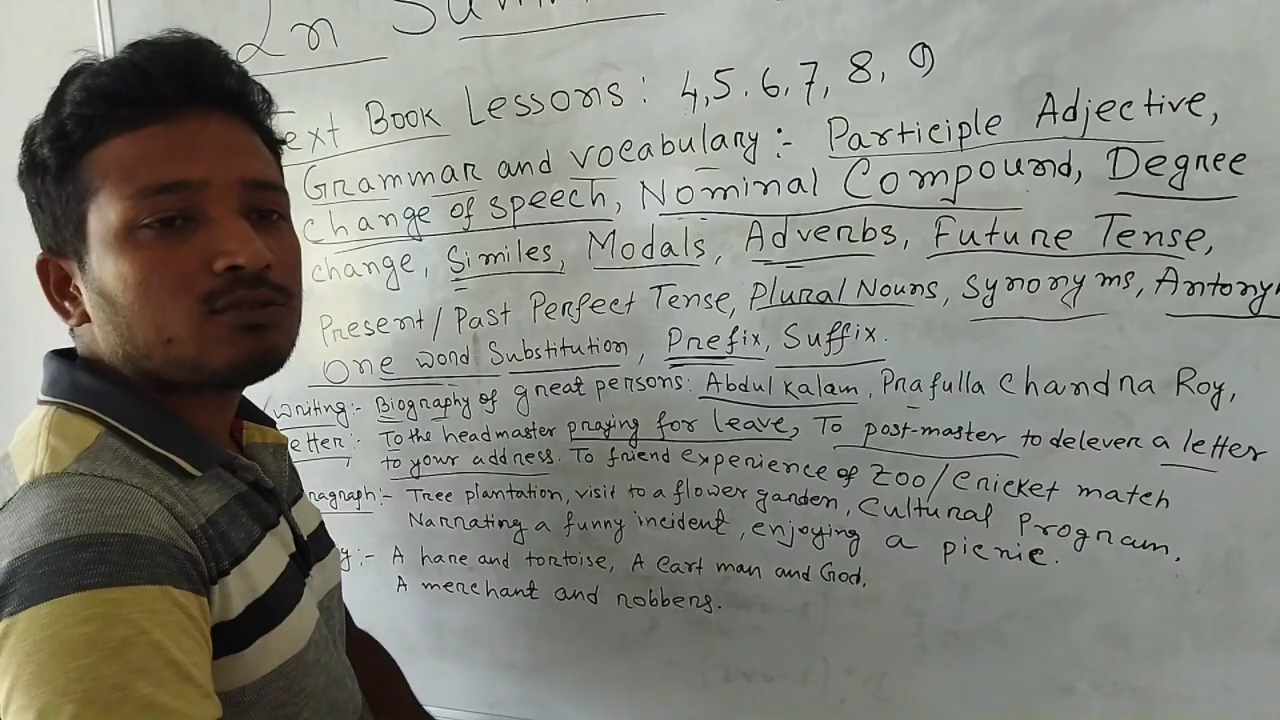 In
ext Book Lessons: 4,5,6,7, 8, 9
Grammar and vocabulary :- Participle Adjective,
change of speech, Nominal Compound, Degree
change, Similes, Modals, Adverbs, Future Tense,
Present/Past Perfect Tense, Plural Nouns, Synonyms, Antony
One word Substitution, Prefix, Suffix.
writing:- Biography of great persons: Abdul Kalam, Prafulla Chandra Roy,
etter:- To the headmaster praying for leave, To post-master to delever a letter
to your address. To friend experience of Zoo/Cricket match
ragraph:- Tree plantation, visit to a flower garden, Cultural Program,
Narrating a funny incident, enjoying a picnic.
y:- A hare and tortoise, A cart man and God,
A merchant and robbers.